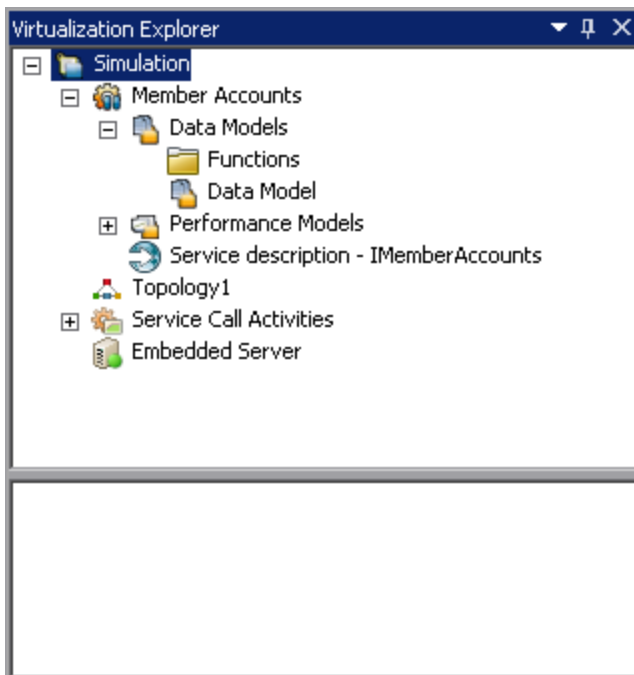 Virtualization Explorer
Simulation
Member Accounts
Data Models
Functions
Data Model
Performance Models
Service description - IMemberAccounts
Topology1
Service Call Activities
Embedded Server